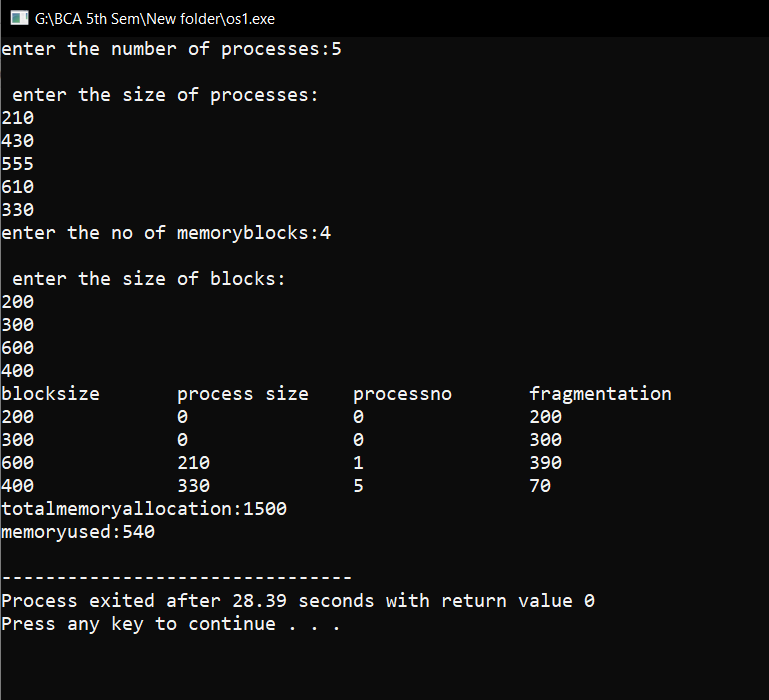 G:\BCA 5th Sem\New folder\os1.exe
enter the number of processes:5
enter the size of processes:
210
430
555
610
330
enter the no of memoryblocks:4
enter the size of blocks:
200
300
600
400
blocksize process size processno fragmentation
200 0 0 200
300 0 0 300
600 210 1 390
400 330 5 70
totalmemoryallocation:1500
memoryused:540
--------------------------------
Process exited after 28.39 seconds with return value 0
Press any key to continue . . .